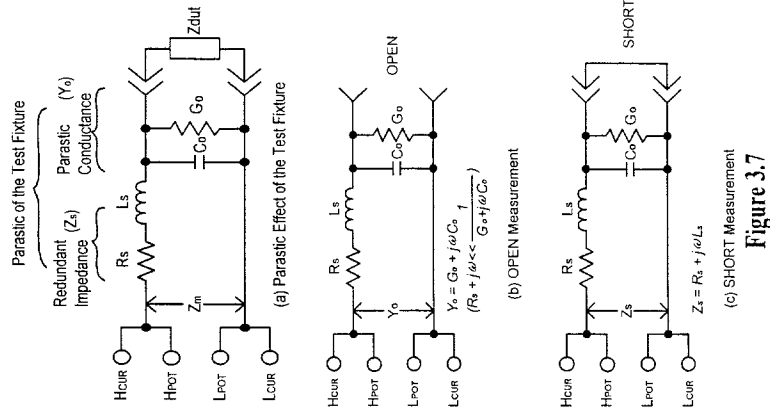 Parastic of the Test Fixture
Redundant Impedance (Zs)
Parastic Conductance (Yo)
HCUR
HPOT
LPOT
LCUR
Rs
Ls
Co
Go
Zm
Zdut
(a) Parastic Effect of the Test Fixture
HCUR
HPOT
LPOT
LCUR
Rs
Ls
Co
Go
Yo
OPEN
Yo = Go + jωCo
(Rs + jω<< 1/Go+jωCo)
(b) OPEN Measurement
HCUR
HPOT
LPOT
LCUR
Rs
Ls
Co
Go
Zs
SHORT
Zs = Rs + jωLs
(c) SHORT Measurement
Figure 3.7